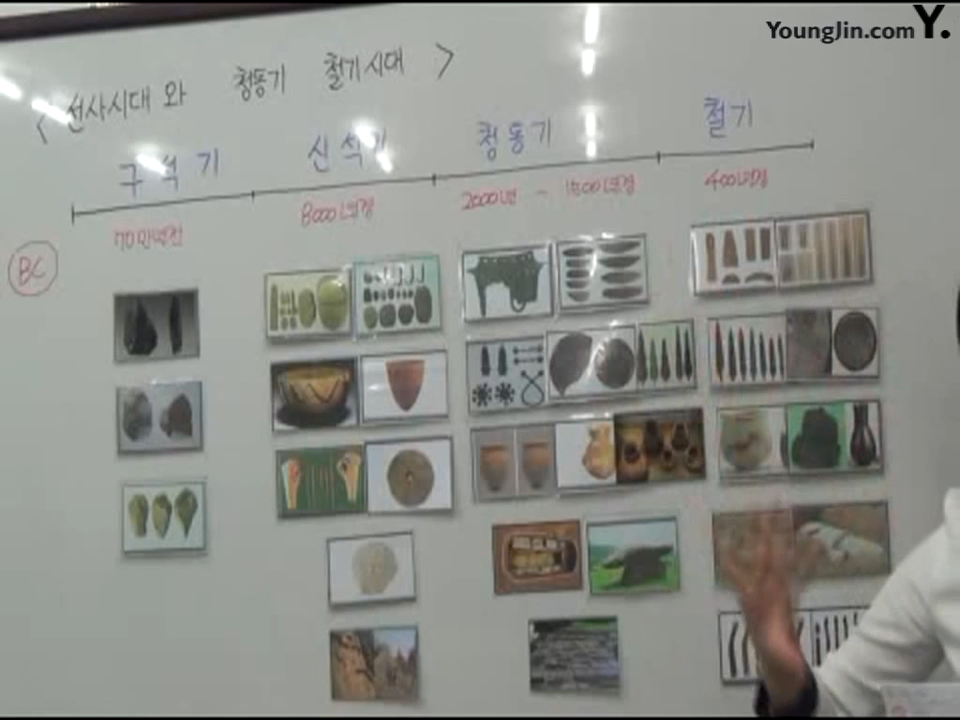 YoungJin.com Y.
< 선사시대 와 청동기 철기시대 >
구석기 신석기 청동기 철기
70만년전 8000년경 2000년 ~ 1500년경 400년경
BC